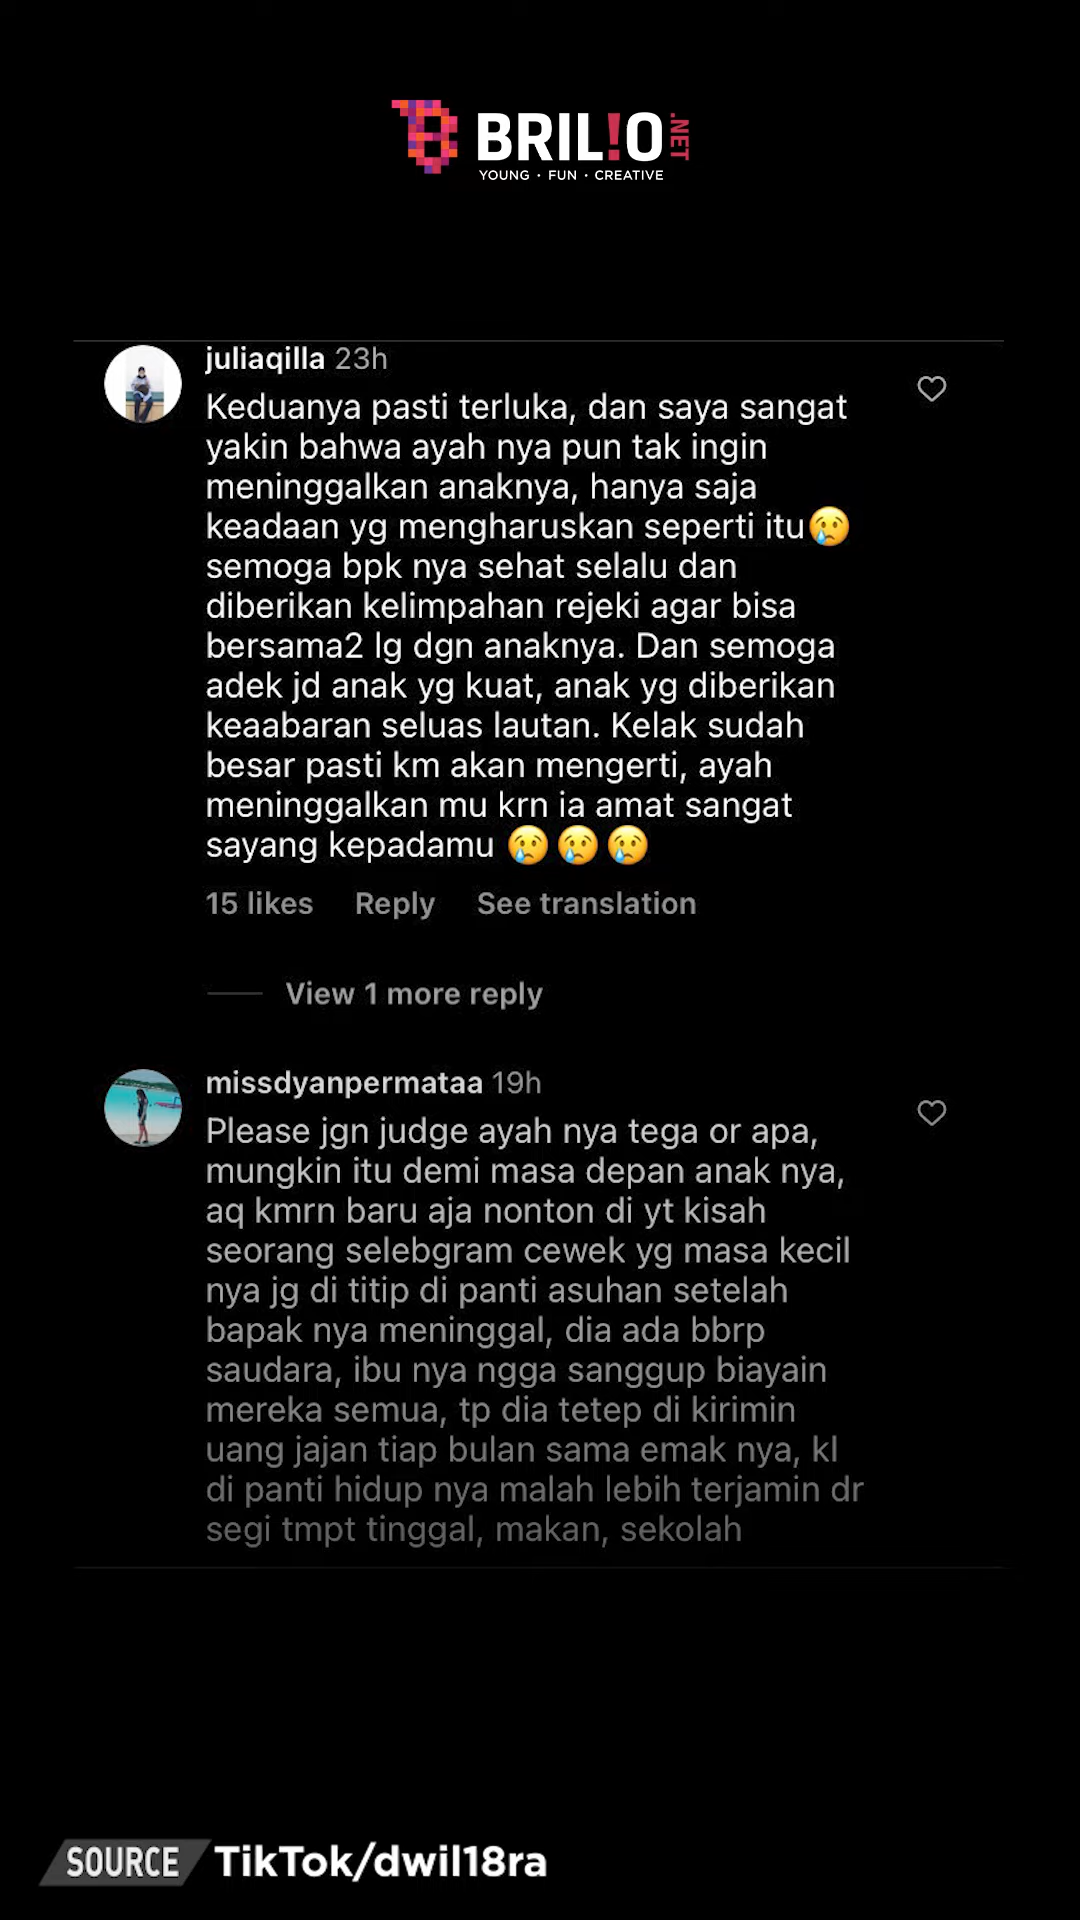 BRIL!O.NET
YOUNG · FUN · CREATIVE
juliaqilla 23h
Keduanya pasti terluka, dan saya sangat
yakin bahwa ayah nya pun tak ingin
meninggalkan anaknya, hanya saja
keadaan yg mengharuskan seperti itu😢
semoga bpk nya sehat selalu dan
diberikan kelimpahan rejeki agar bisa
bersama2 lg dgn anaknya. Dan semoga
adek jd anak yg kuat, anak yg diberikan
keaabaran seluas lautan. Kelak sudah
besar pasti km akan mengerti, ayah
meninggalkan mu krn ia amat sangat
sayang kepadamu 😢😢😢
15 likes Reply See translation
View 1 more reply
missdyanpermataa 19h
Please jgn judge ayah nya tega or apa,
mungkin itu demi masa depan anak nya,
aq kmrn baru aja nonton di yt kisah
seorang selebgram cewek yg masa kecil
nya jg di titip di panti asuhan setelah
bapak nya meninggal, dia ada bbrp
saudara, ibu nya ngga sanggup biayain
mereka semua, tp dia tetep di kirimin
uang jajan tiap bulan sama emak nya, kl
di panti hidup nya malah lebih terjamin dr
segi tmpt tinggal, makan, sekolah
SOURCE TikTok/dwil18ra